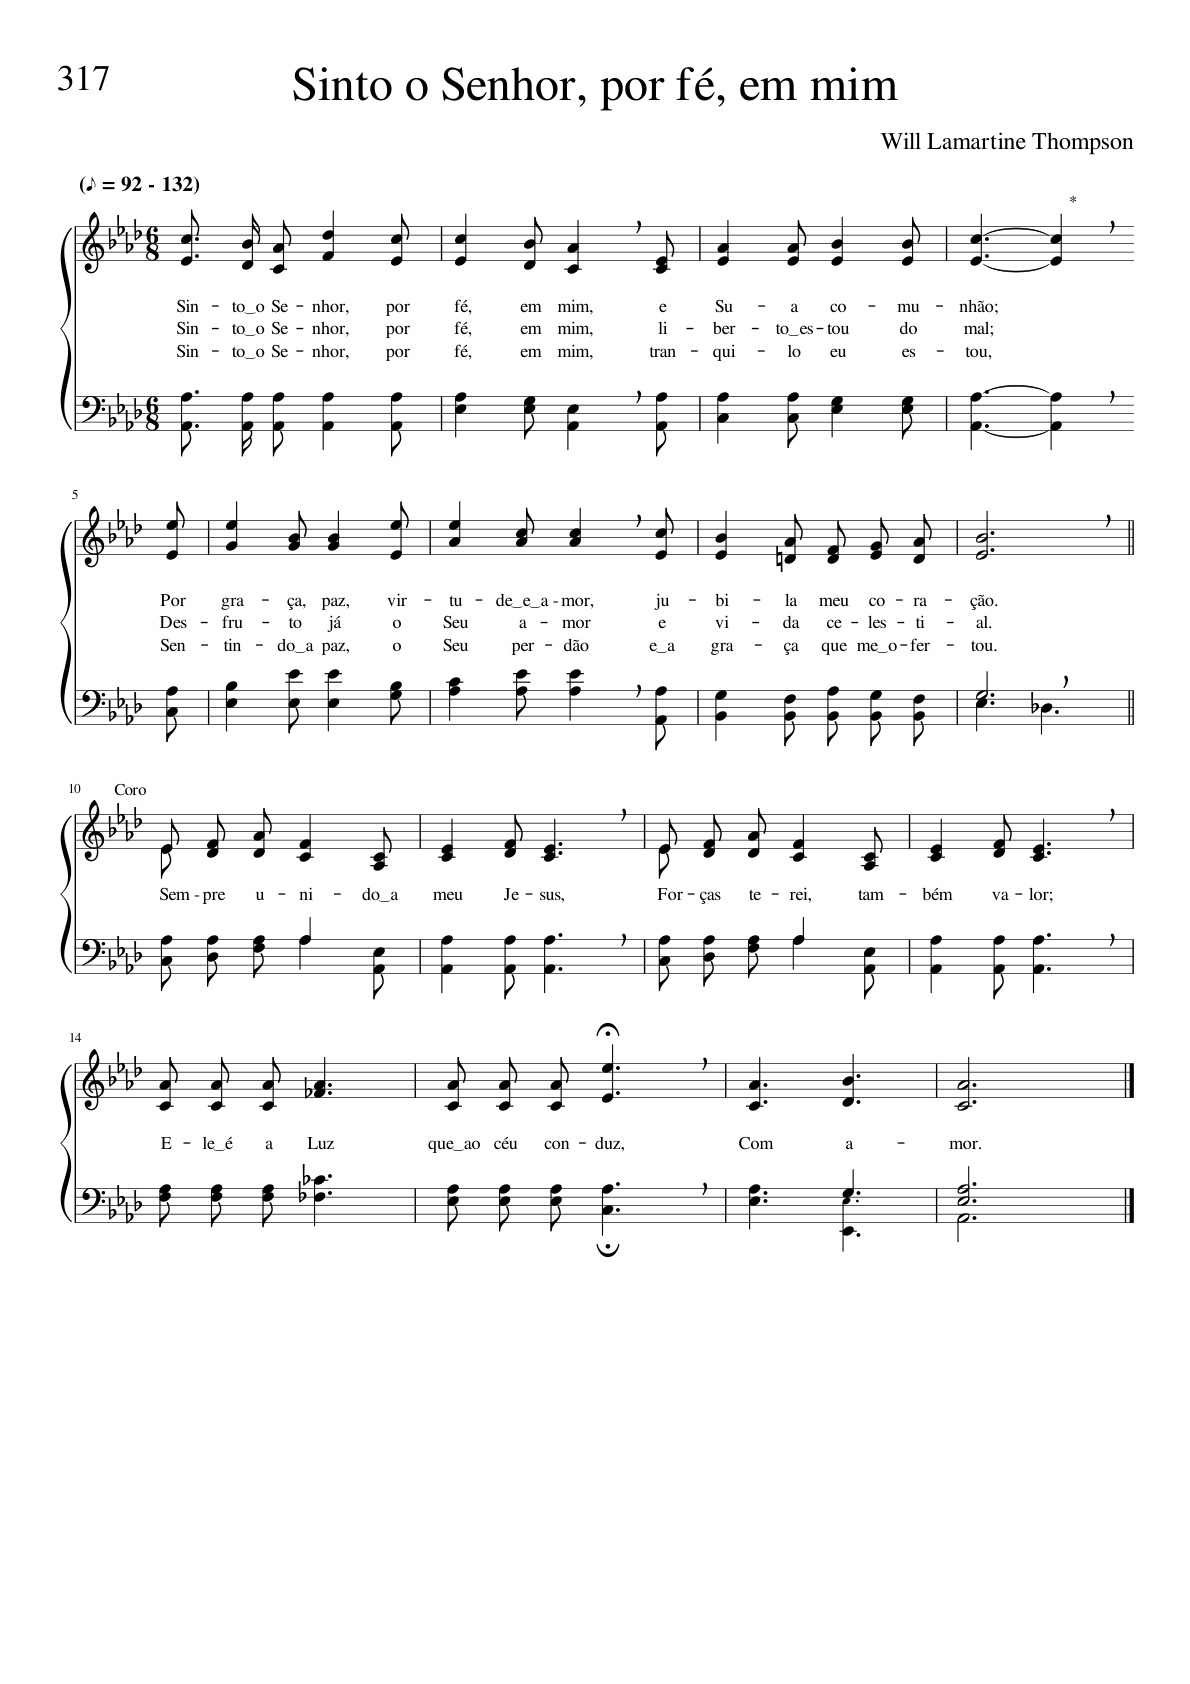 317
Sinto o Senhor, por fé, em mim
Will Lamartine Thompson
(♪ = 92 - 132)
*
6 8
Sin - to_o Se - nhor, por fé, em mim, e Su - a co - mu - nhão;
Sin - to_o Se - nhor, por fé, em mim, li - ber - to_es - tou do mal;
Sin - to_o Se - nhor, por fé, em mim, tran - qui - lo eu es - tou,
6 8
5
Por gra - ça, paz, vir - tu - de_e_a - mor, ju - bi - la meu co - ra - ção.
Des - fru - to já o Seu a - mor e vi - da ce - les - ti - al.
Sen - tin - do_a paz, o Seu per - dão e_a gra - ça que me_o - fer - tou.
10 Coro
Sem - pre u - ni - do_a meu Je - sus, For - ças te - rei, tam - bém va - lor;
14
E - le_é a Luz que_ao céu con - duz, Com a - mor.